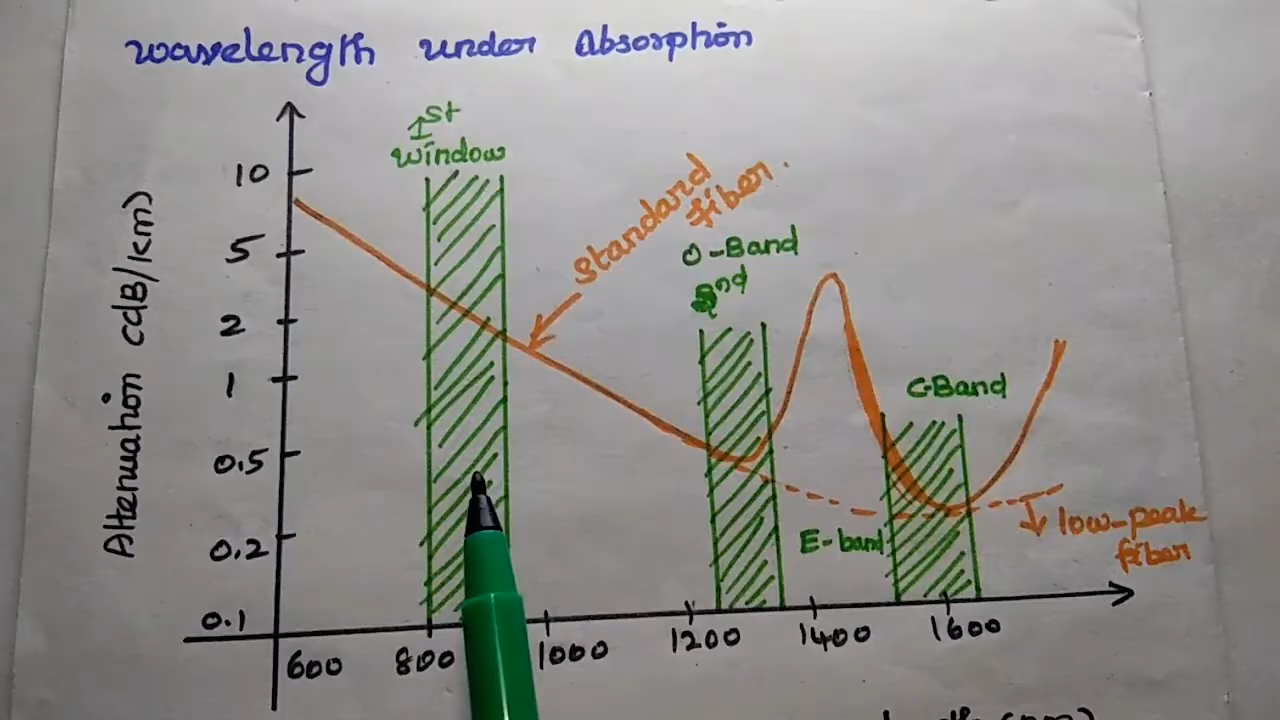 wavelength under Absorption
1st
window
10
5
2
1
0.5
0.2
0.1
Attenuation (dB/km)
standard
fiber.
O-Band
2nd
C-Band
E-band
low-peak
fiber
600 800 1000 1200 1400 1600
(nm)